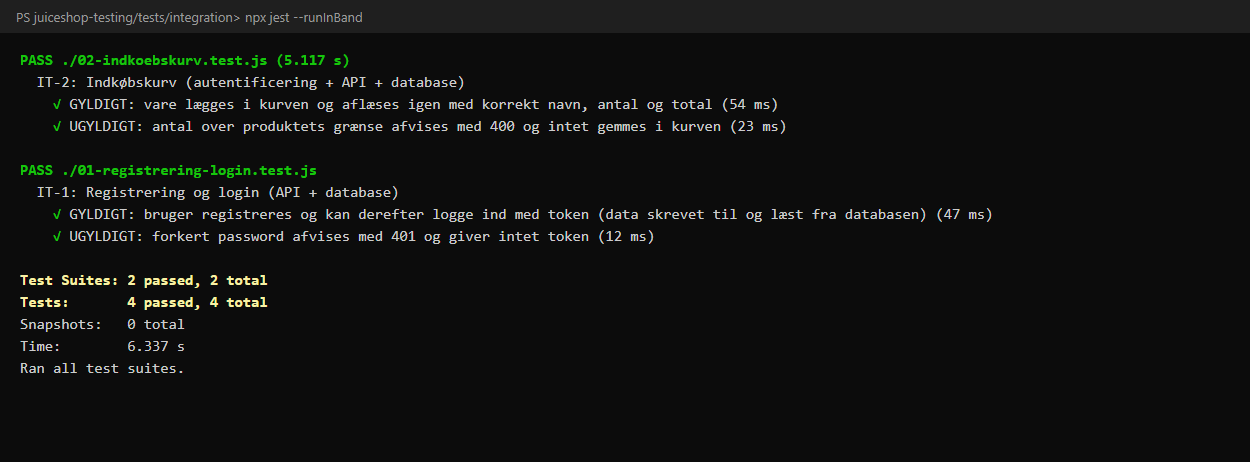 PS juiceshop-testing/tests/integration> npx jest --runInBand
PASS ./02-indkoebskurv.test.js (5.117 s)
IT-2: Indkøbskurv (autentificering + API + database)
√ GYLDIGT: vare lægges i kurven og aflæses igen med korrekt navn, antal og total (54 ms)
√ UGYLDIGT: antal over produktets grænse afvises med 400 og intet gemmes i kurven (23 ms)
PASS ./01-registrering-login.test.js
IT-1: Registrering og login (API + database)
√ GYLDIGT: bruger registreres og kan derefter logge ind med token (data skrevet til og læst fra databasen) (47 ms)
√ UGYLDIGT: forkert password afvises med 401 og giver intet token (12 ms)
Test Suites: 2 passed, 2 total
Tests:       4 passed, 4 total
Snapshots:   0 total
Time:        6.337 s
Ran all test suites.